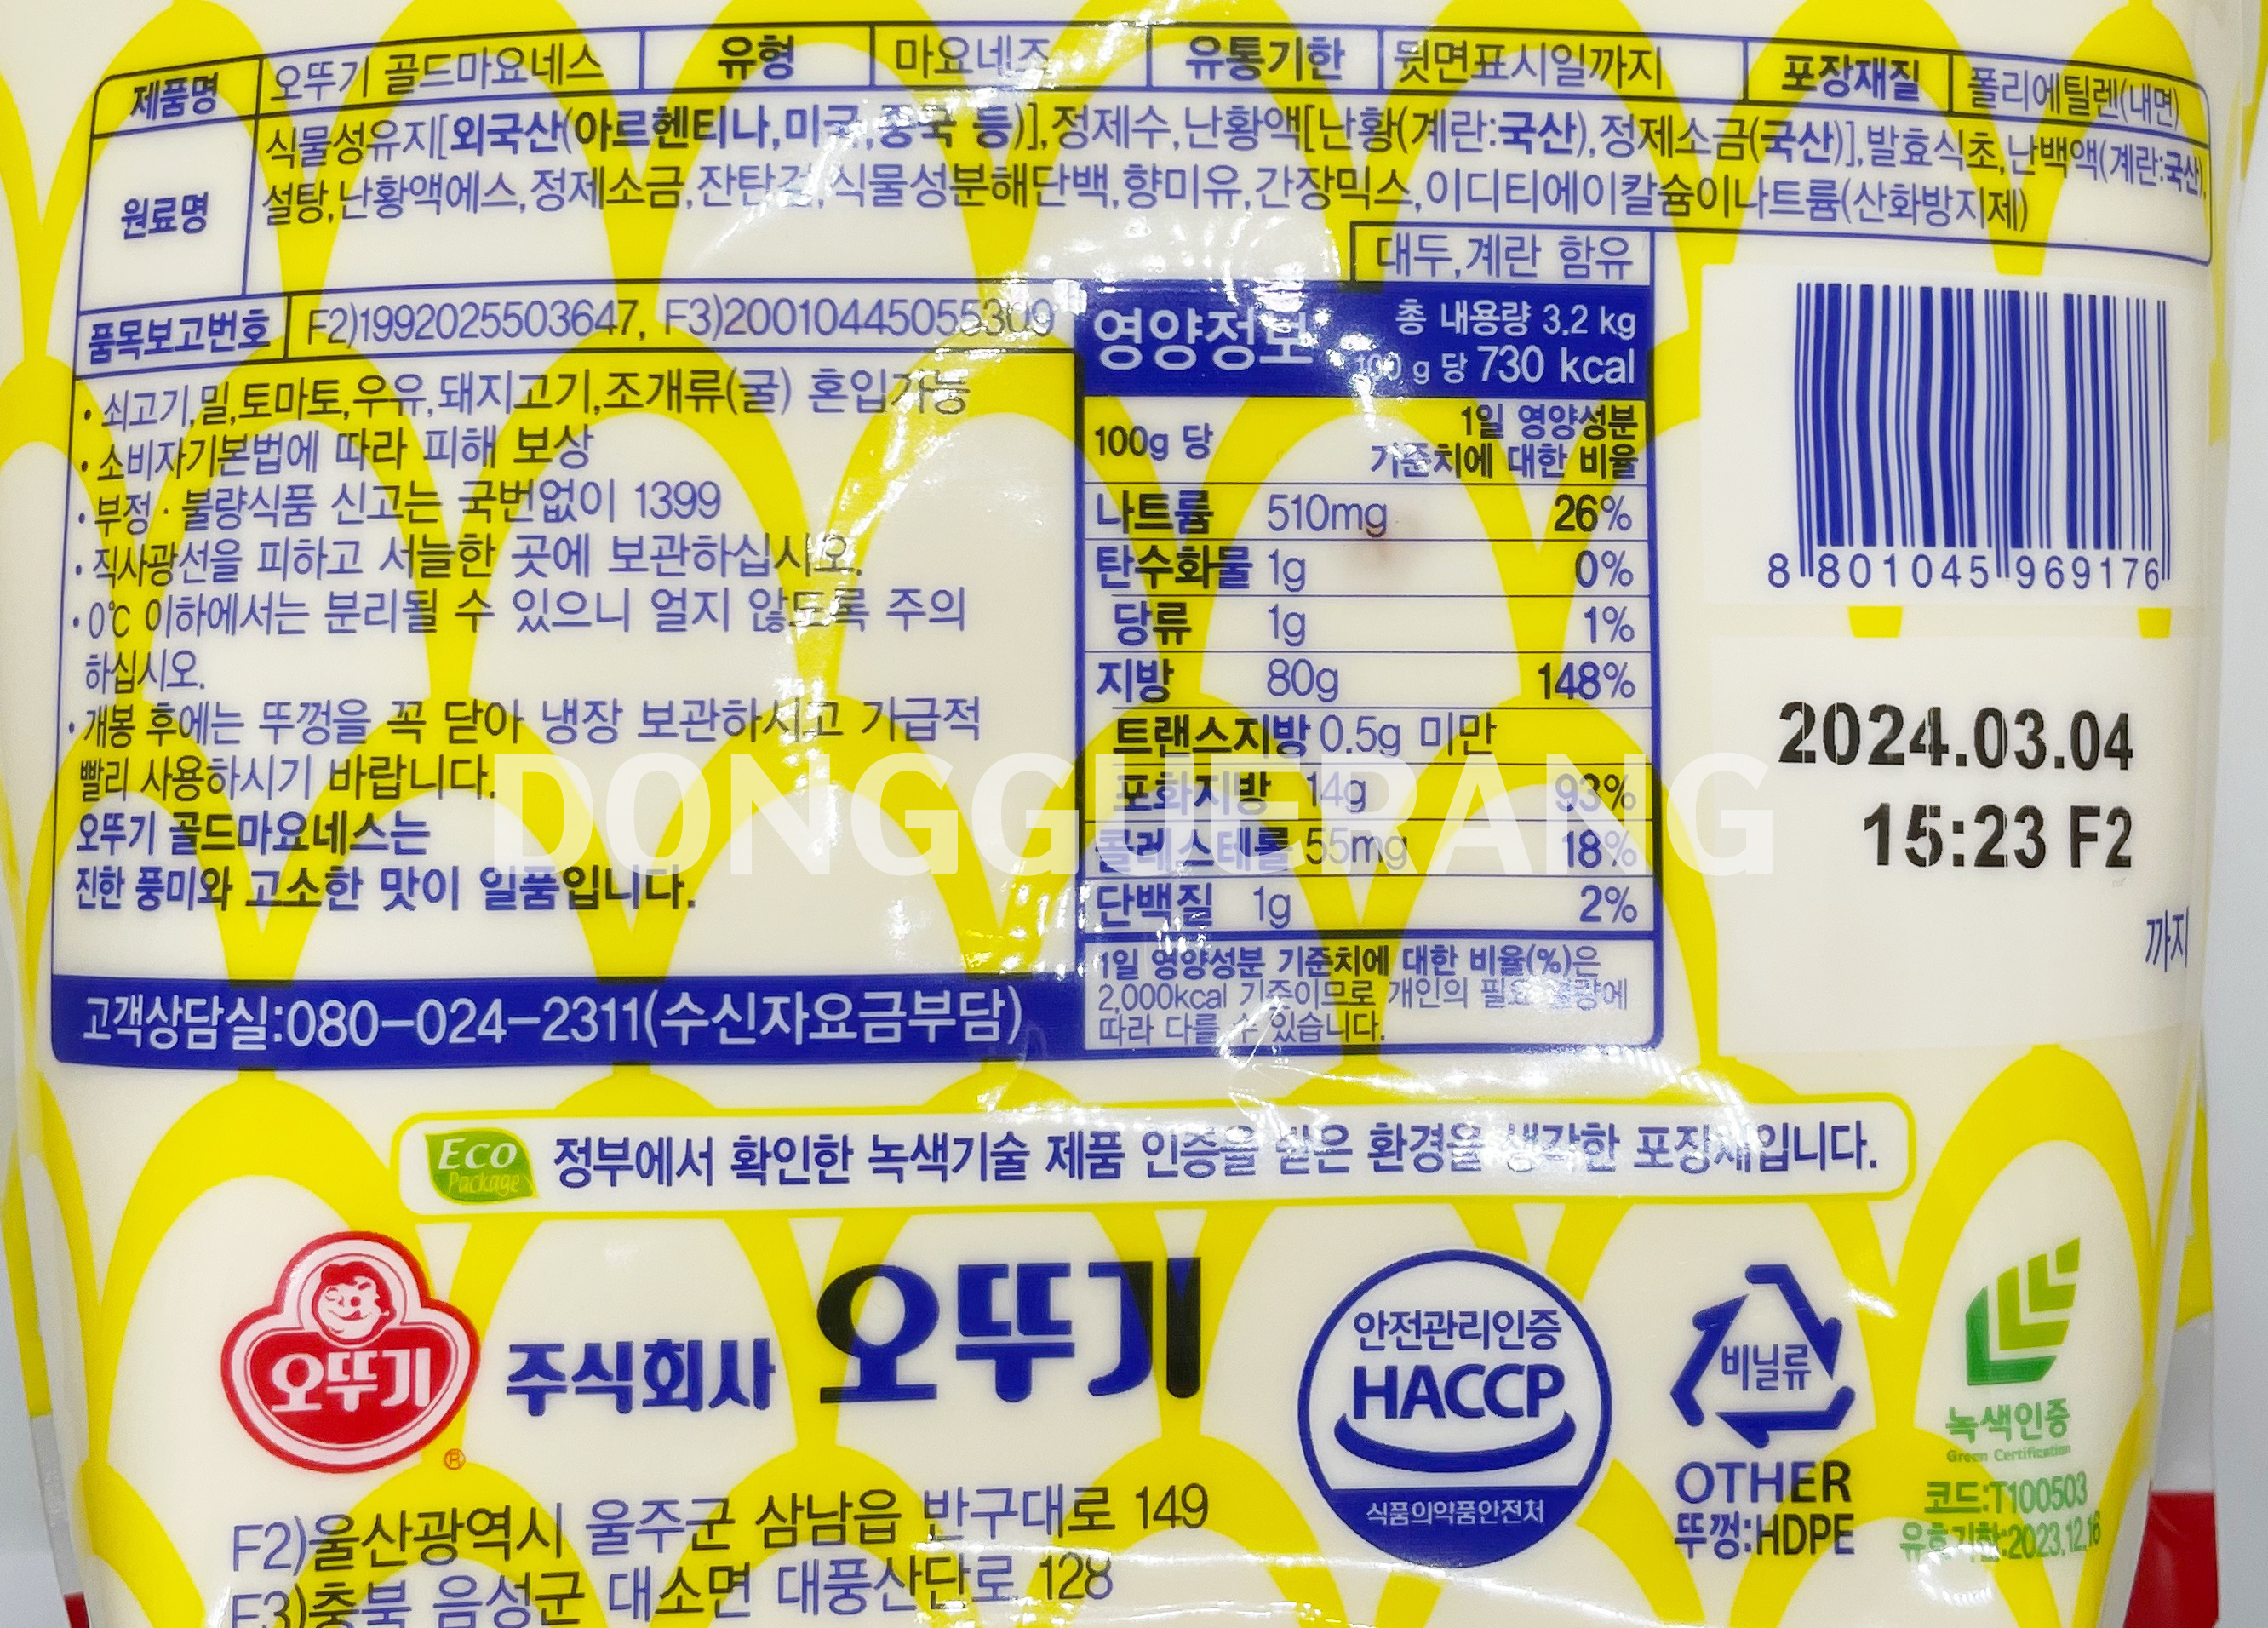 제품명 오뚜기 골드마요네스 유형 마요네즈 유통기한 뒷면표시일까지 포장재질 폴리에틸렌(내면)
원료명 식물성유지[외국산(아르헨티나,미국,중국 등)],정제수,난황액[난황(계란:국산),정제소금(국산)],발효식초,난백액(계란:국산),
설탕,난황액에스,정제소금,잔탄검,식물성분해단백,향미유,간장믹스,이디티에이칼슘이나트륨(산화방지제)
대두,계란 함유
품목보고번호 F2)1992025503647, F3)20010445055309
• 쇠고기,밀,토마토,우유,돼지고기,조개류(굴) 혼입가능
• 소비자기본법에 따라 피해 보상
• 부정·불량식품 신고는 국번없이 1399
• 직사광선을 피하고 서늘한 곳에 보관하십시오.
• 0℃ 이하에서는 분리될 수 있으니 얼지 않도록 주의
하십시오.
• 개봉 후에는 뚜껑을 꼭 닫아 냉장 보관하시고 가급적
빨리 사용하시기 바랍니다.
오뚜기 골드마요네스는
진한 풍미와 고소한 맛이 일품입니다.
고객상담실:080-024-2311(수신자요금부담)
영양정보 총 내용량 3.2 kg
100 g 당 730 kcal
100g 당 1일 영양성분
기준치에 대한 비율
나트륨 510mg 26%
탄수화물 1g 0%
당류 1g 1%
지방 80g 148%
트랜스지방 0.5g 미만
포화지방 14g 93%
콜레스테롤 55mg 18%
단백질 1g 2%
1일 영양성분 기준치에 대한 비율(%)은
2,000kcal 기준이므로 개인의 필요 열량에
따라 다를 수 있습니다.
8 801045 969176
2024.03.04
15:23 F2
까지
DONGGUERANG
Eco
Package
정부에서 확인한 녹색기술 제품 인증을 받은 환경을 생각한 포장재입니다.
오뚜기
®
주식회사 오뚜기
안전관리인증
HACCP
식품의약품안전처
비닐류
OTHER
뚜껑:HDPE
녹색인증
Green Certification
코드:T100503
유효기한:2023.12.16
F2)울산광역시 울주군 삼남읍 반구대로 149
F3)충북 음성군 대소면 대풍산단로 128